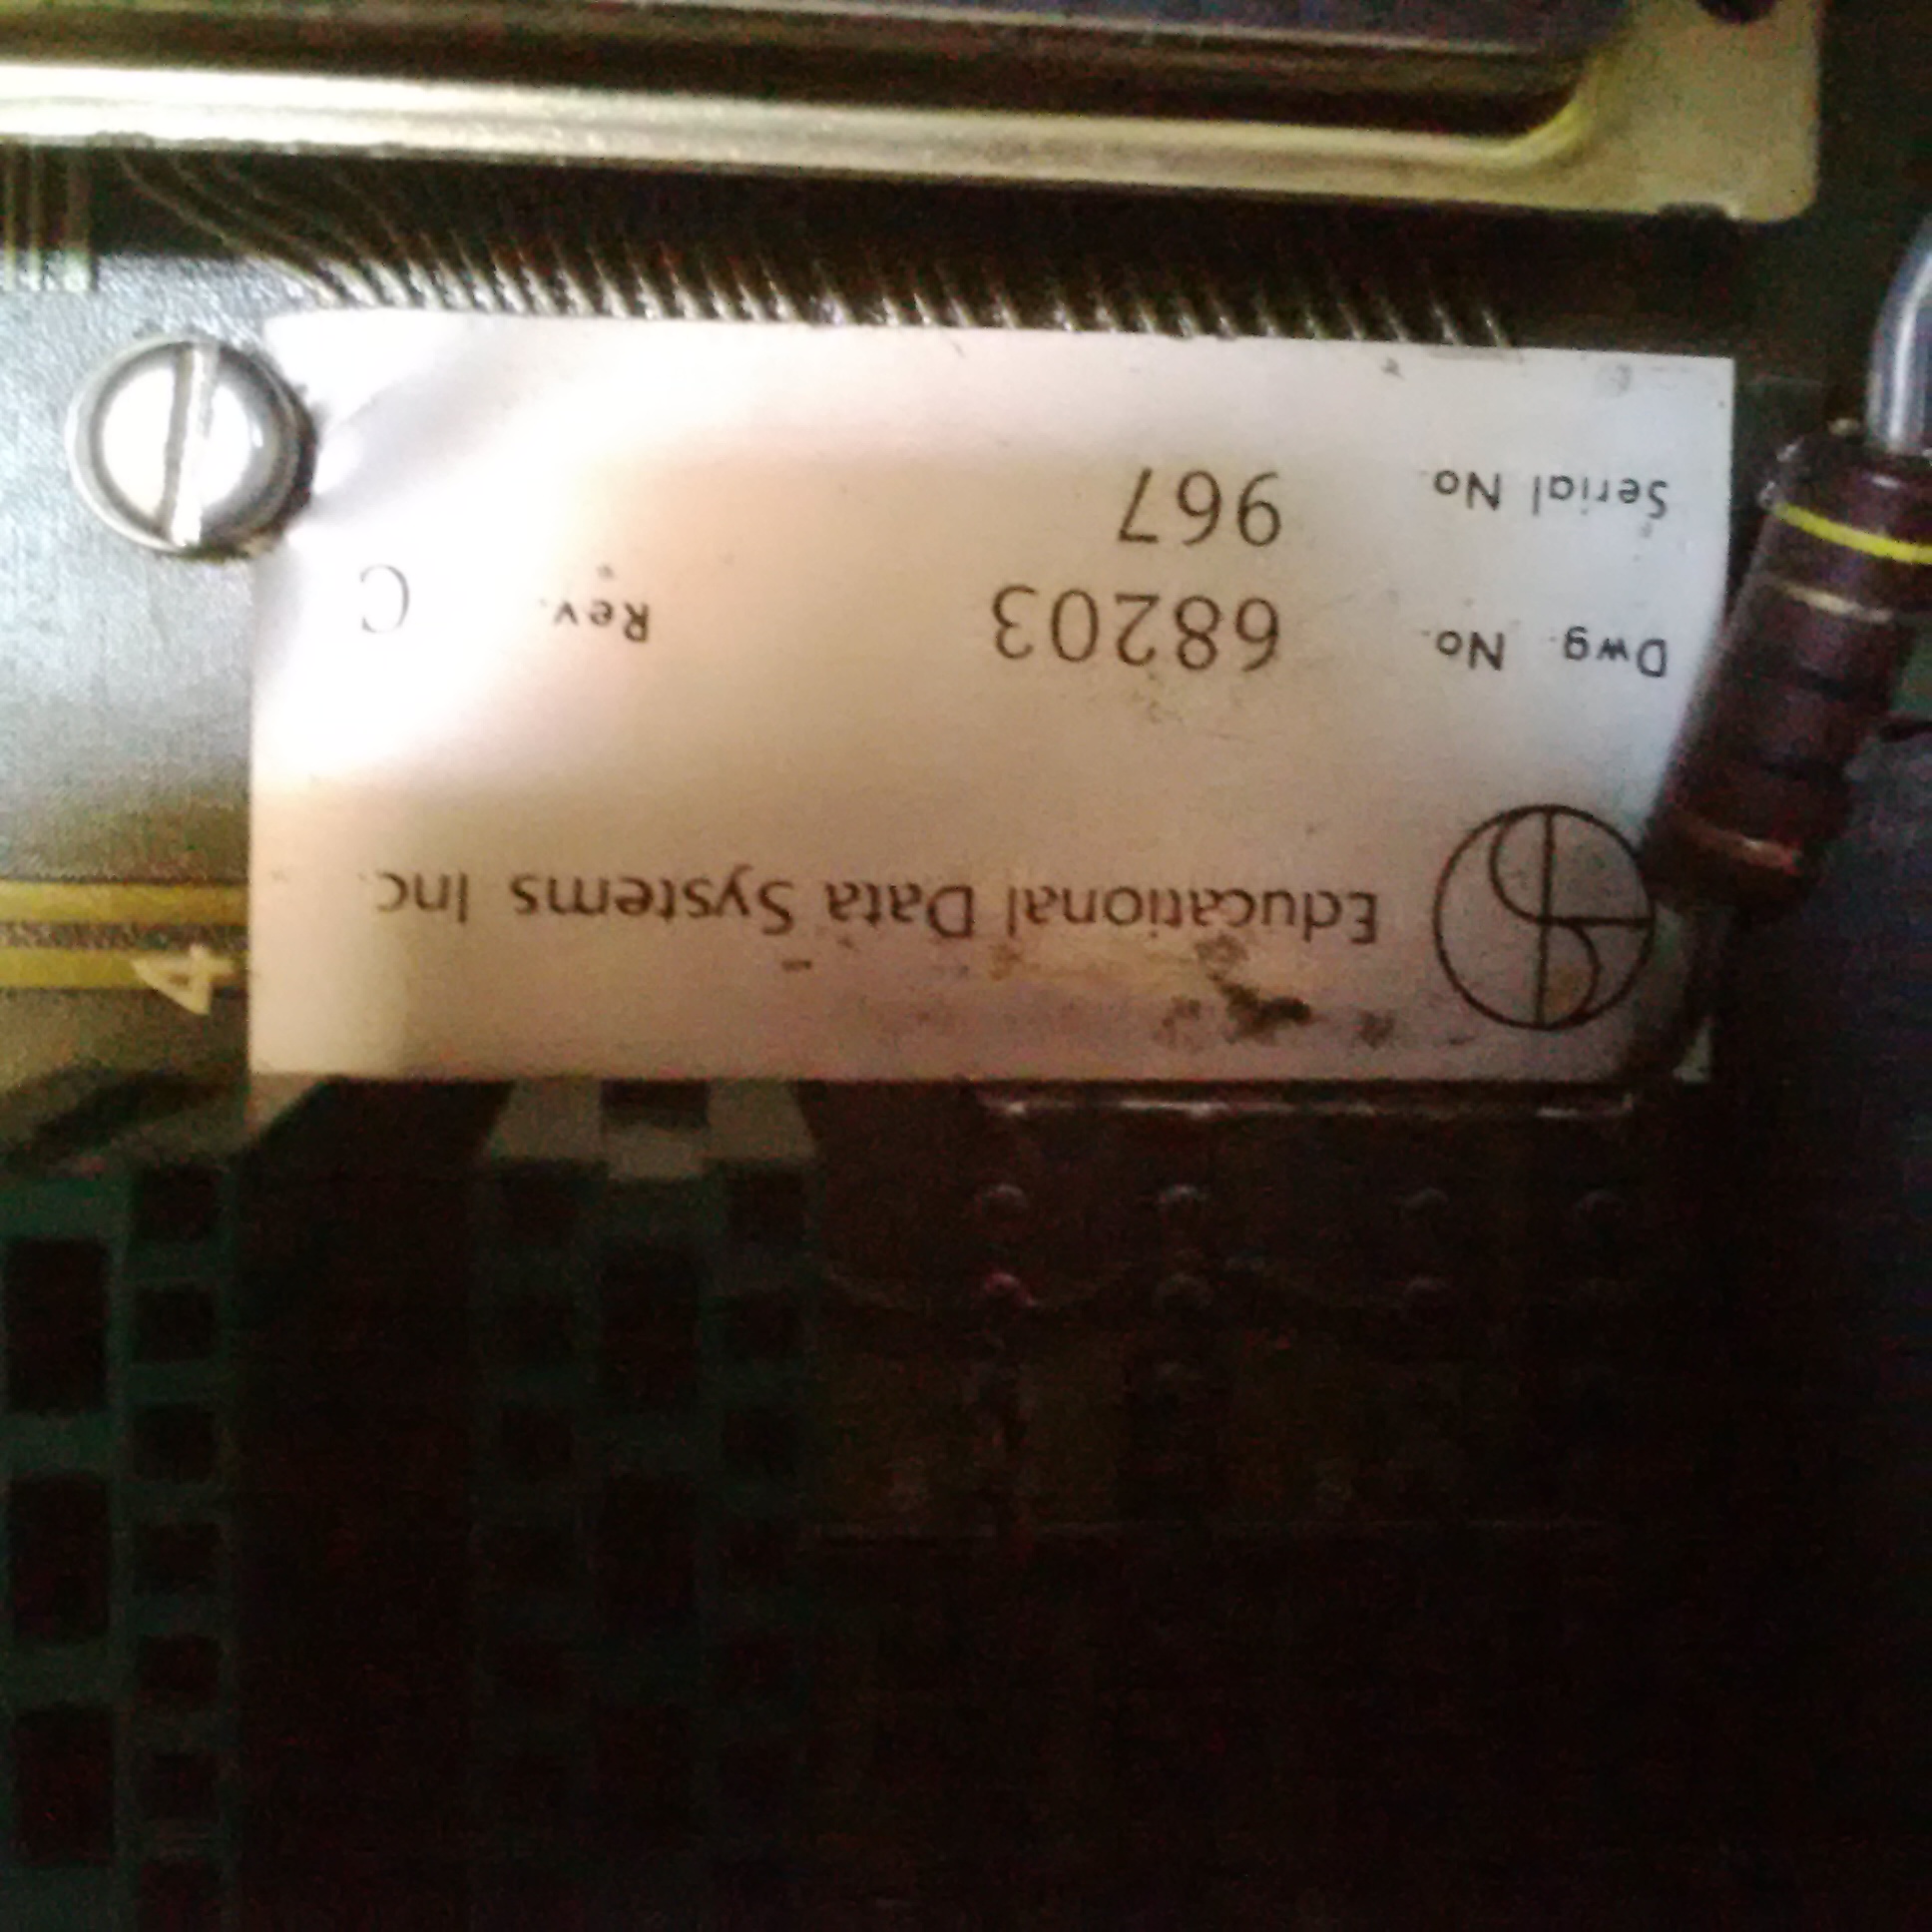 Educational Data Systems Inc.
Dwg. No. 68203 Rev. C
Serial No. 967
4